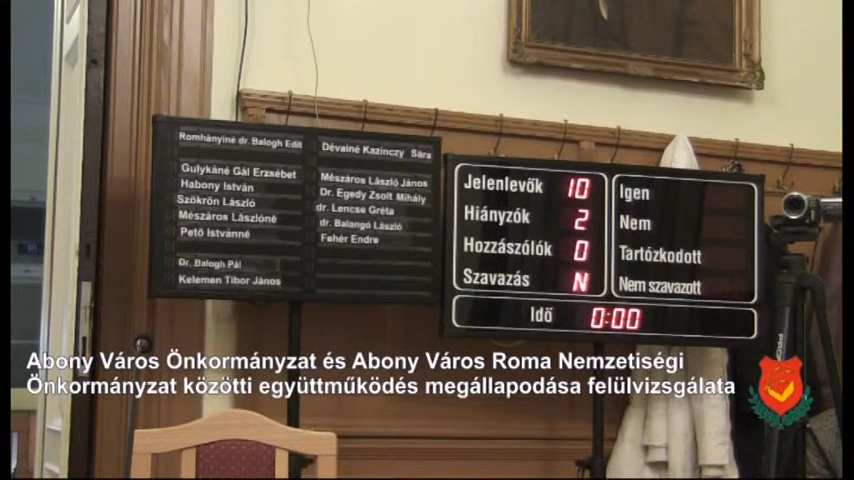 Romhányiné dr. Balogh Edit
Gulykáné Gál Erzsébet
Habony István
Szökrön László
Mészáros Lászlóné
Pető Istvánné
Dr. Balogh Pál
Kelemen Tibor János
Dévainé Kazinczy Sára
Mészáros László János
Dr. Egedy Zsolt Mihály
dr. Lencse Gréta
dr. Balangó László
Fehér Endre
Jelenlevők 10
Hiányzók 2
Hozzászólók 0
Szavazás N
Igen
Nem
Tartózkodott
Nem szavazott
Idő 0:00
Abony Város Önkormányzat és Abony Város Roma Nemzetiségi
Önkormányzat közötti együttműködés megállapodása felülvizsgálata